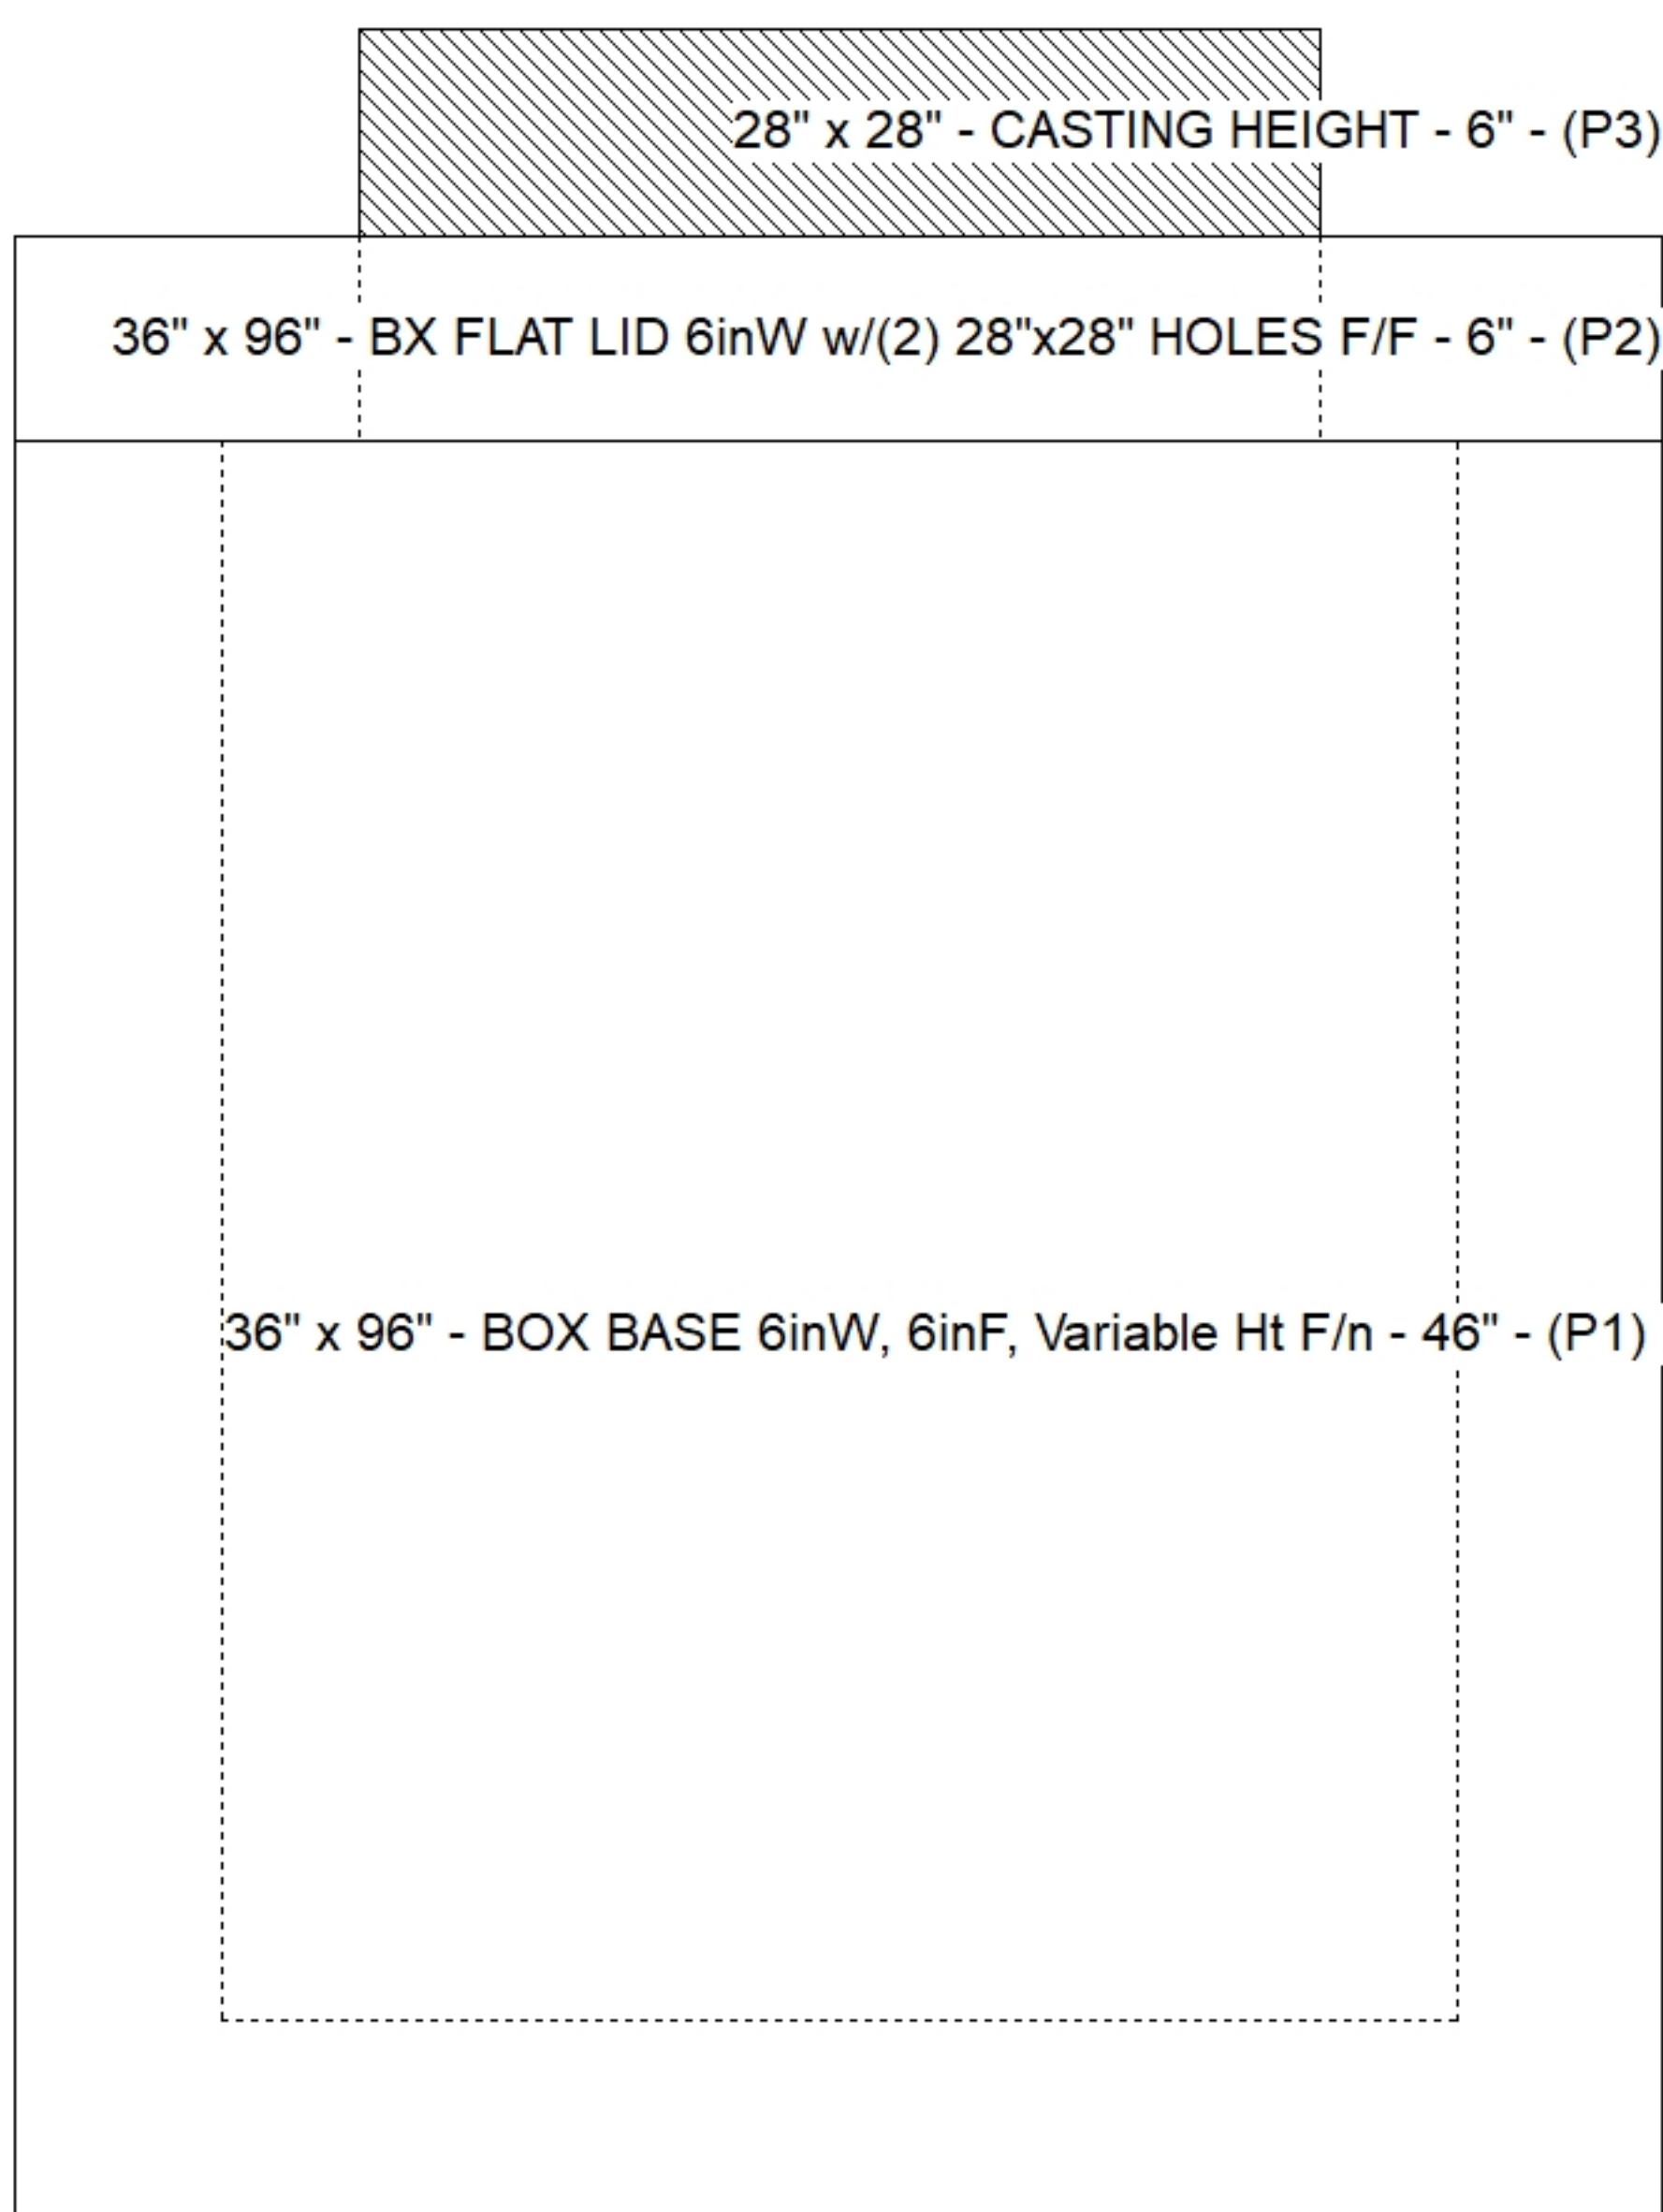 28" x 28" - CASTING HEIGHT - 6" - (P3)
36" x 96" - BX FLAT LID 6inW w/(2) 28"x28" HOLES F/F - 6" - (P2)
36" x 96" - BOX BASE 6inW, 6inF, Variable Ht F/n - 46" - (P1)